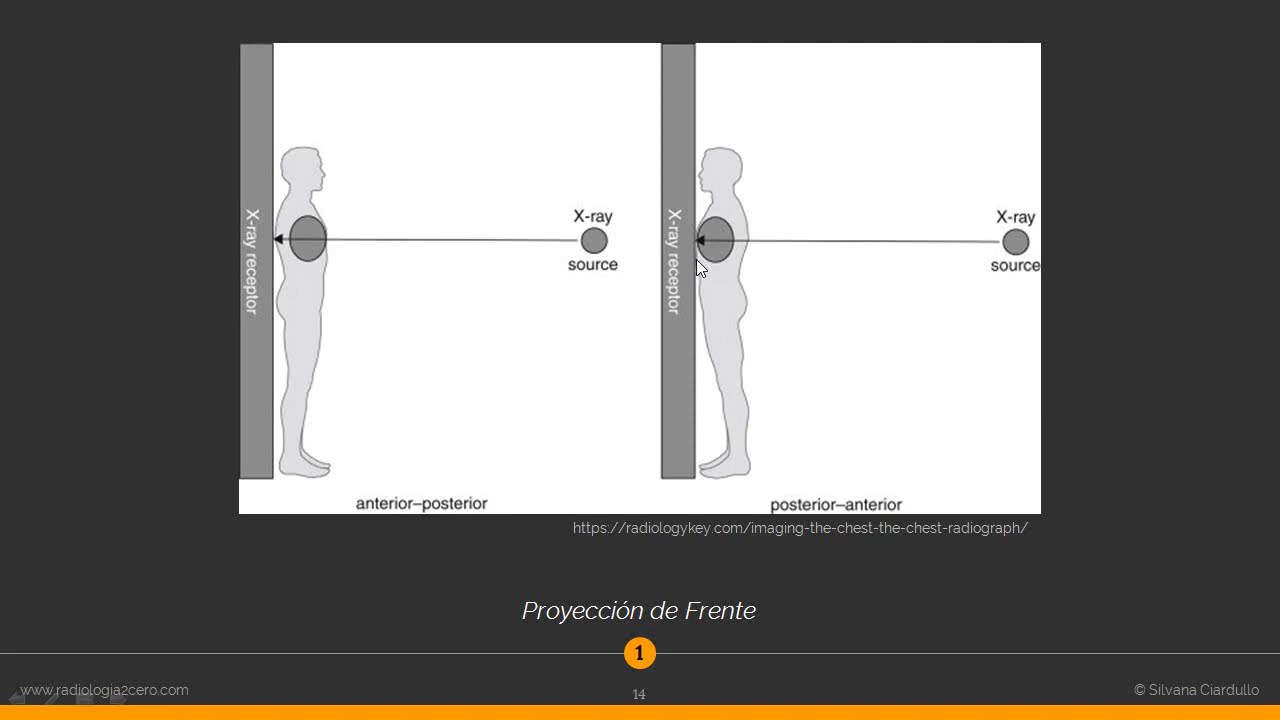 X-ray receptor
X-ray
source
anterior–posterior
X-ray receptor
X-ray
source
posterior–anterior
https://radiologykey.com/imaging-the-chest-the-chest-radiograph/
Proyección de Frente
1
www.radiologia2cero.com
14
© Silvana Ciardullo